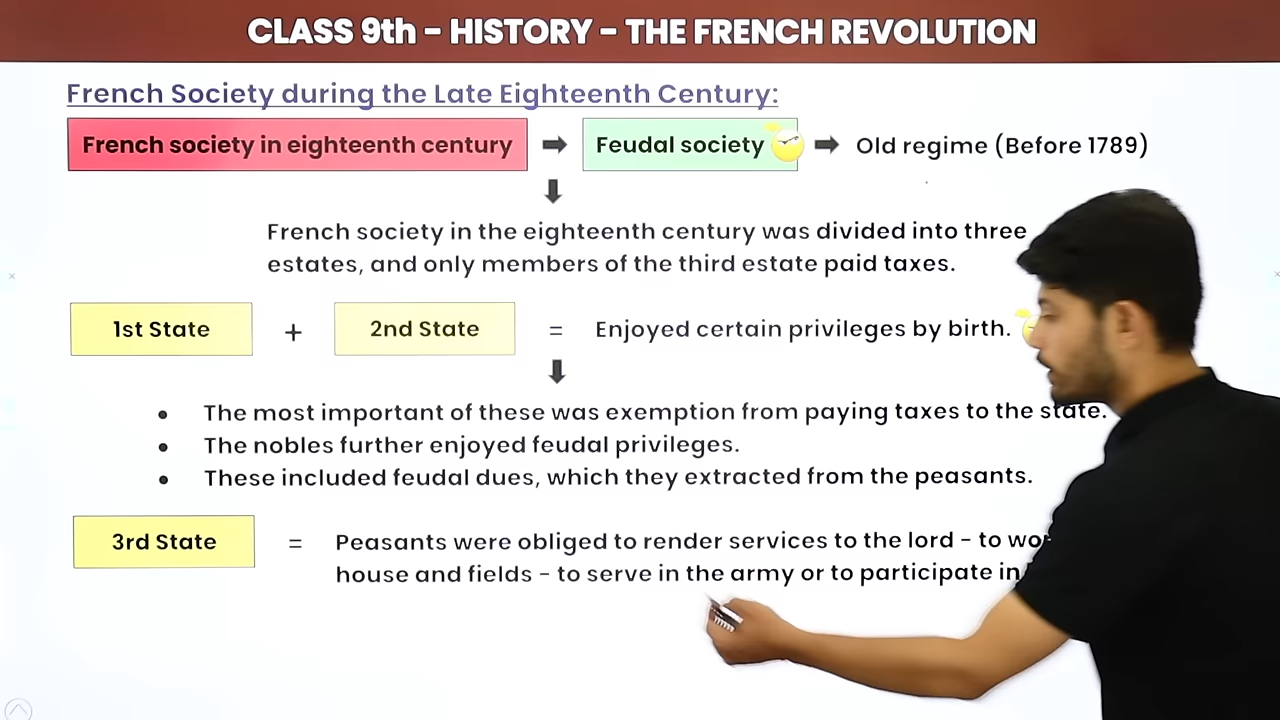 CLASS 9th - HISTORY - THE FRENCH REVOLUTION
French Society during the Late Eighteenth Century:
French society in eighteenth century ➡ Feudal society ➡ Old regime (Before 1789)
French society in the eighteenth century was divided into three
estates, and only members of the third estate paid taxes.
1st State + 2nd State = Enjoyed certain privileges by birth.
• The most important of these was exemption from paying taxes to the state.
• The nobles further enjoyed feudal privileges.
• These included feudal dues, which they extracted from the peasants.
3rd State = Peasants were obliged to render services to the lord - to
house and fields - to serve in the army or to participate in